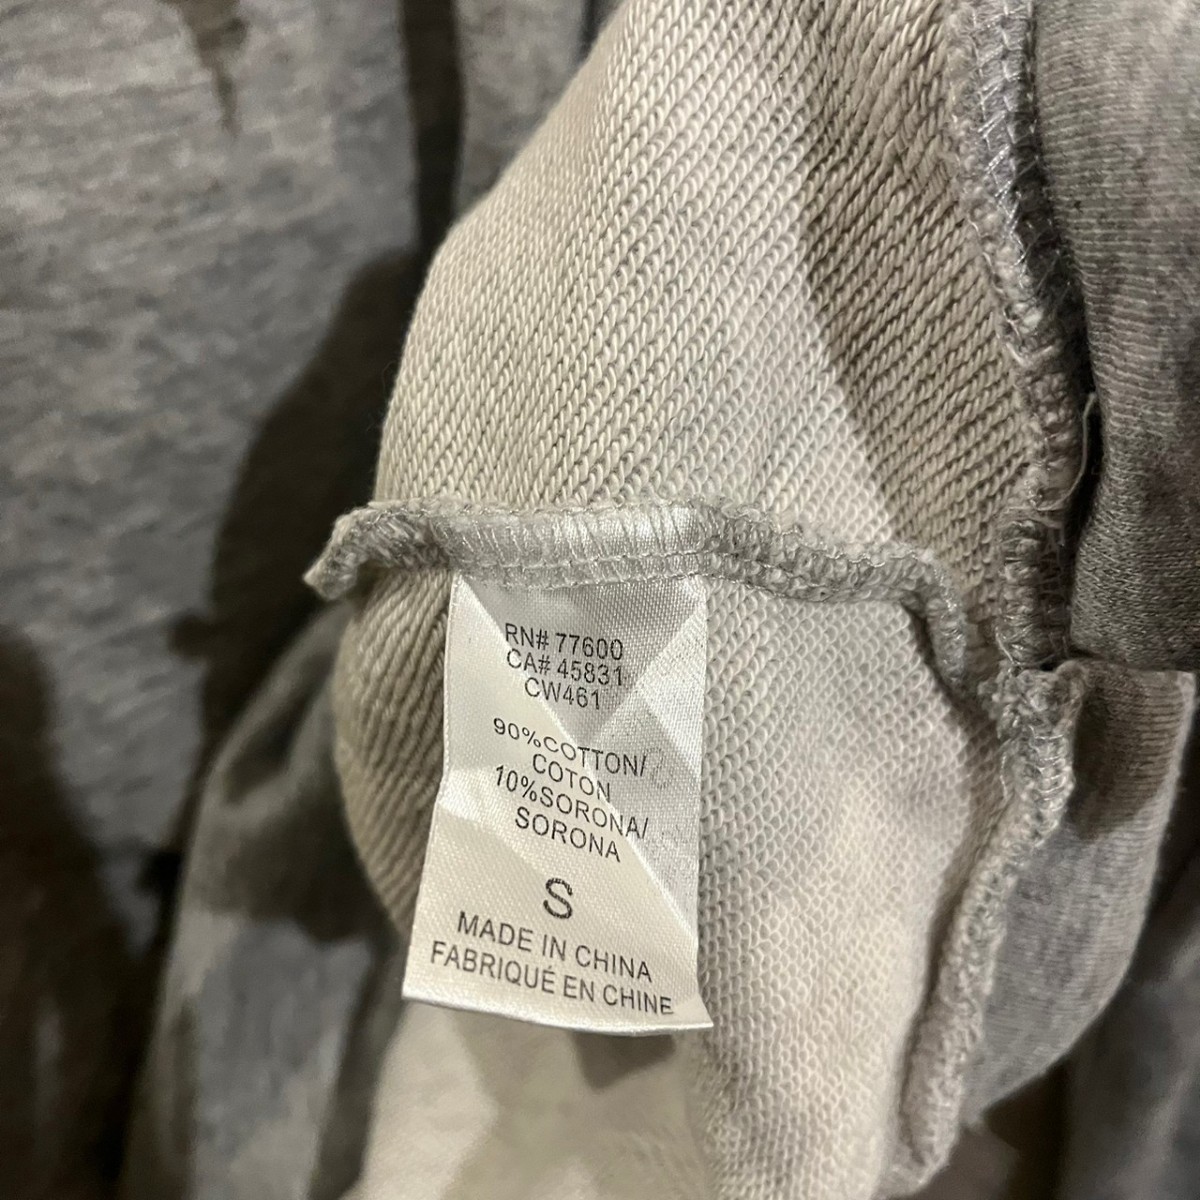 RN# 77600
CA# 45831
CW461
90%COTTON/
COTON
10%SORONA/
SORONA
S
MADE IN CHINA
FABRIQUÉ EN CHINE